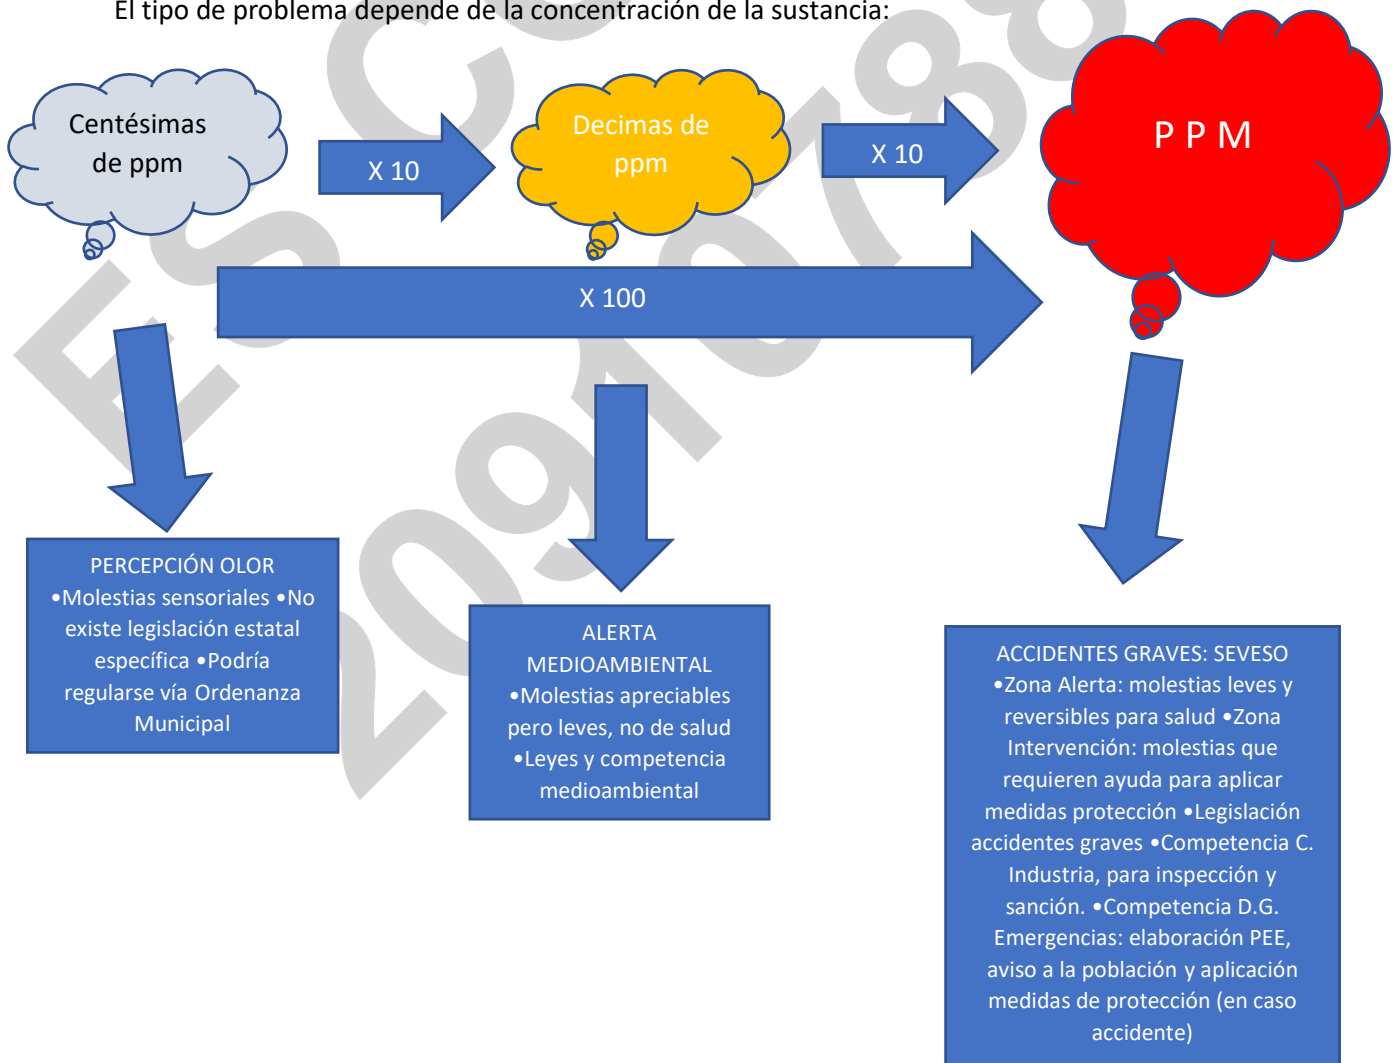 El tipo de problema depende de la concentración de la sustancia:
Centésimas
de ppm
X 10
Decimas de
ppm
X 10
P P M
X 100
PERCEPCIÓN OLOR
•Molestias sensoriales •No
existe legislación estatal
específica •Podría
regularse vía Ordenanza
Municipal
ALERTA
MEDIOAMBIENTAL
•Molestias apreciables
pero leves, no de salud
•Leyes y competencia
medioambiental
ACCIDENTES GRAVES: SEVESO
•Zona Alerta: molestias leves y
reversibles para salud •Zona
Intervención: molestias que
requieren ayuda para aplicar
medidas protección •Legislación
accidentes graves •Competencia C.
Industria, para inspección y
sanción. •Competencia D.G.
Emergencias: elaboración PEE,
aviso a la población y aplicación
medidas de protección (en caso
accidente)